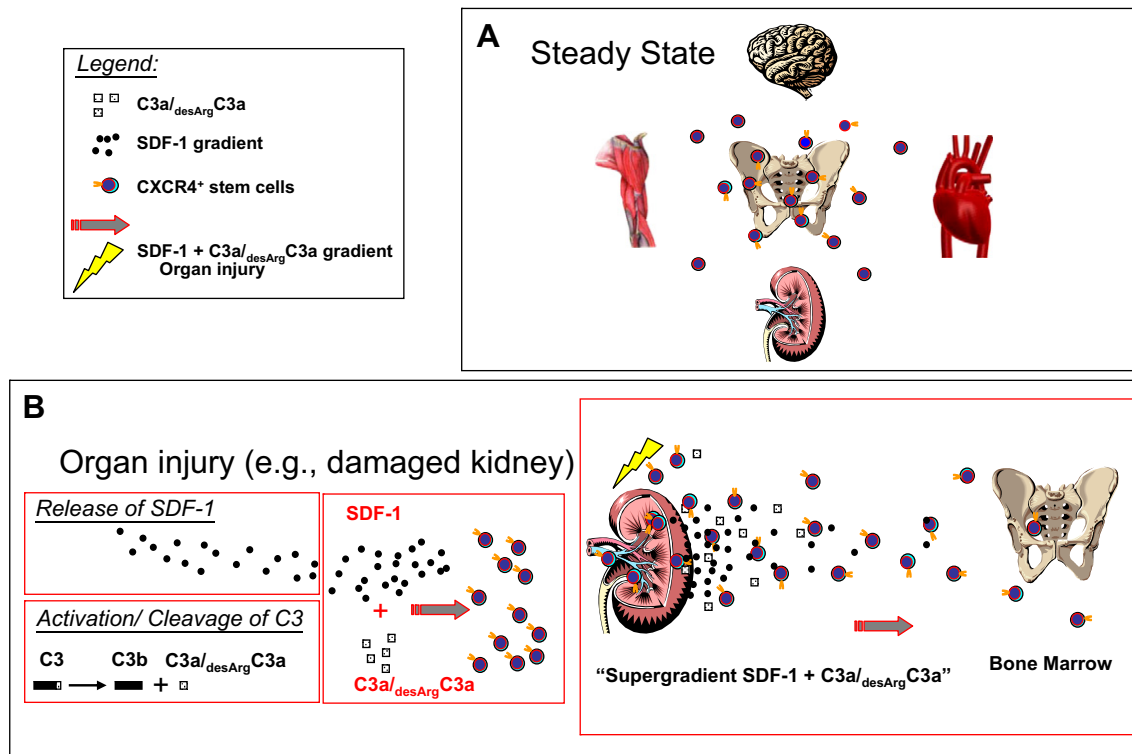 Legend:
C3a/desArgC3a
SDF-1 gradient
CXCR4+ stem cells
SDF-1 + C3a/desArgC3a gradient
Organ injury
A
Steady State
B
Organ injury (e.g., damaged kidney)
Release of SDF-1
Activation/ Cleavage of C3
C3 C3b C3a/desArgC3a
+
SDF-1
+
C3a/desArgC3a
“Supergradient SDF-1 + C3a/desArgC3a”
Bone Marrow